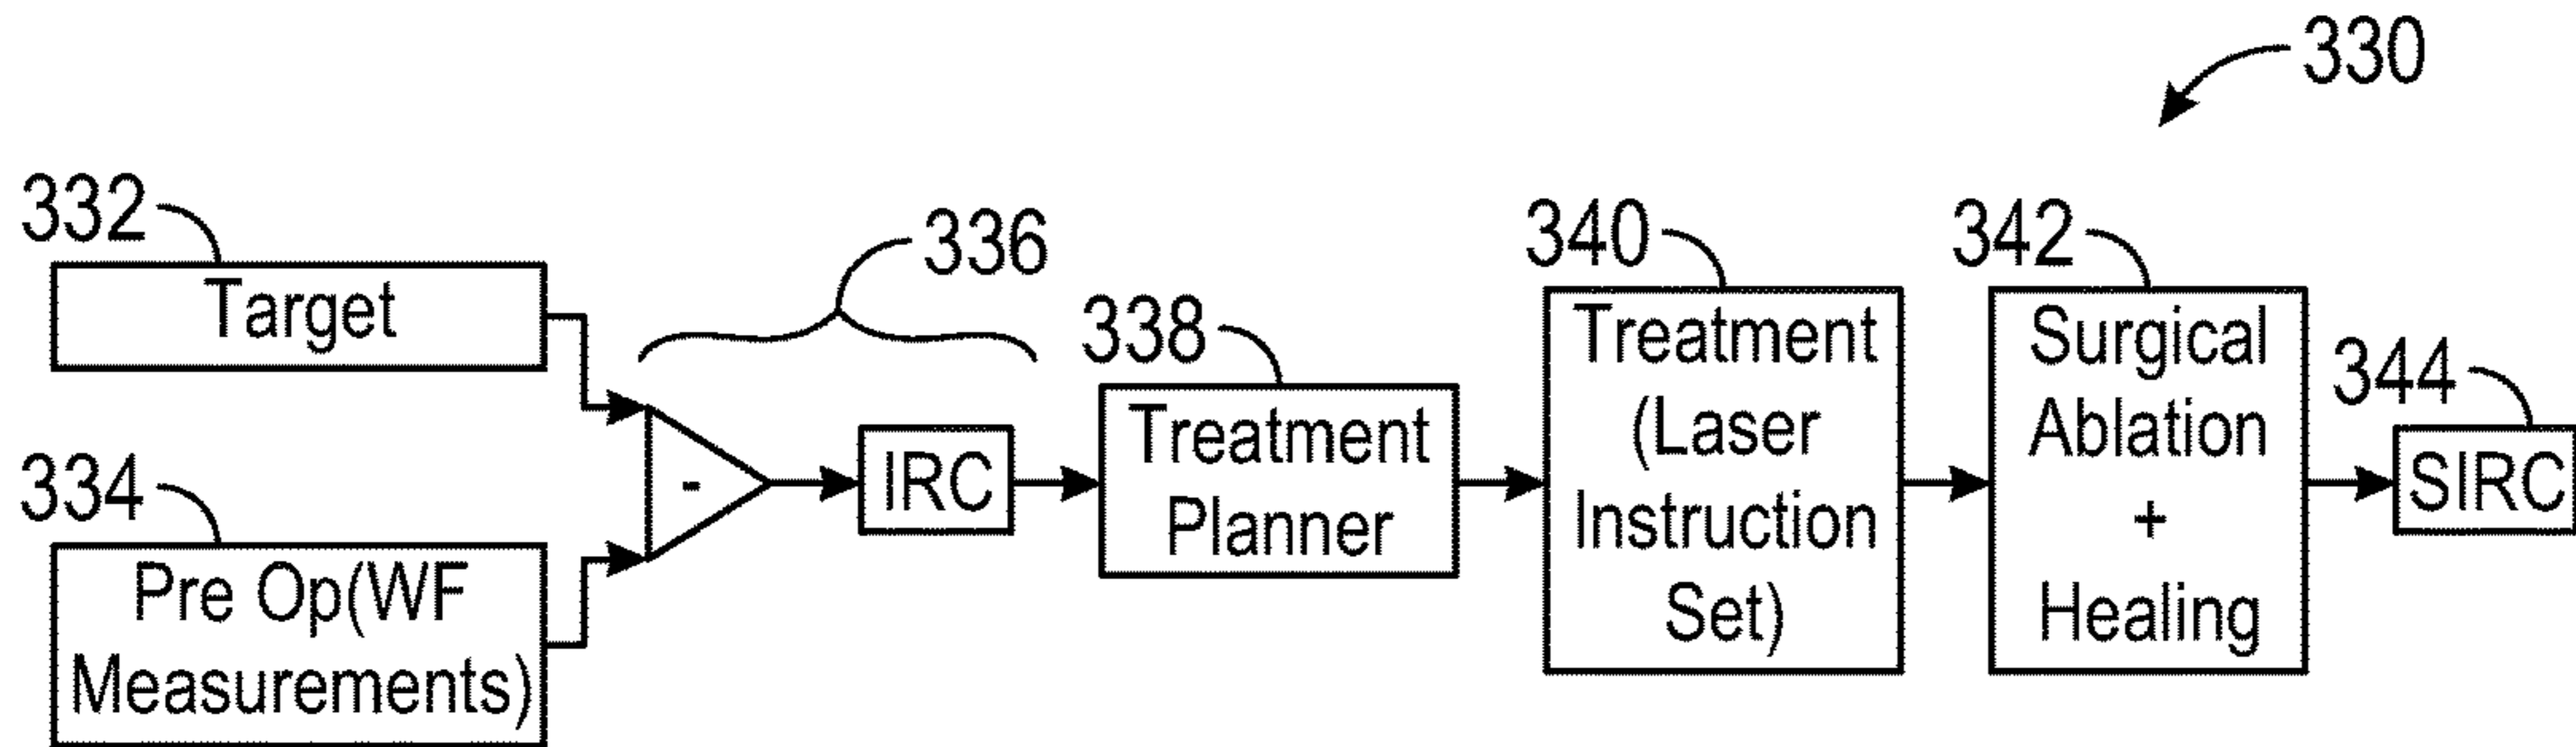 330
332
Target
334
Pre Op(WF
Measurements)
336
-
IRC
338
Treatment
Planner
340
Treatment
(Laser
Instruction
Set)
342
Surgical
Ablation
+
Healing
344
SIRC